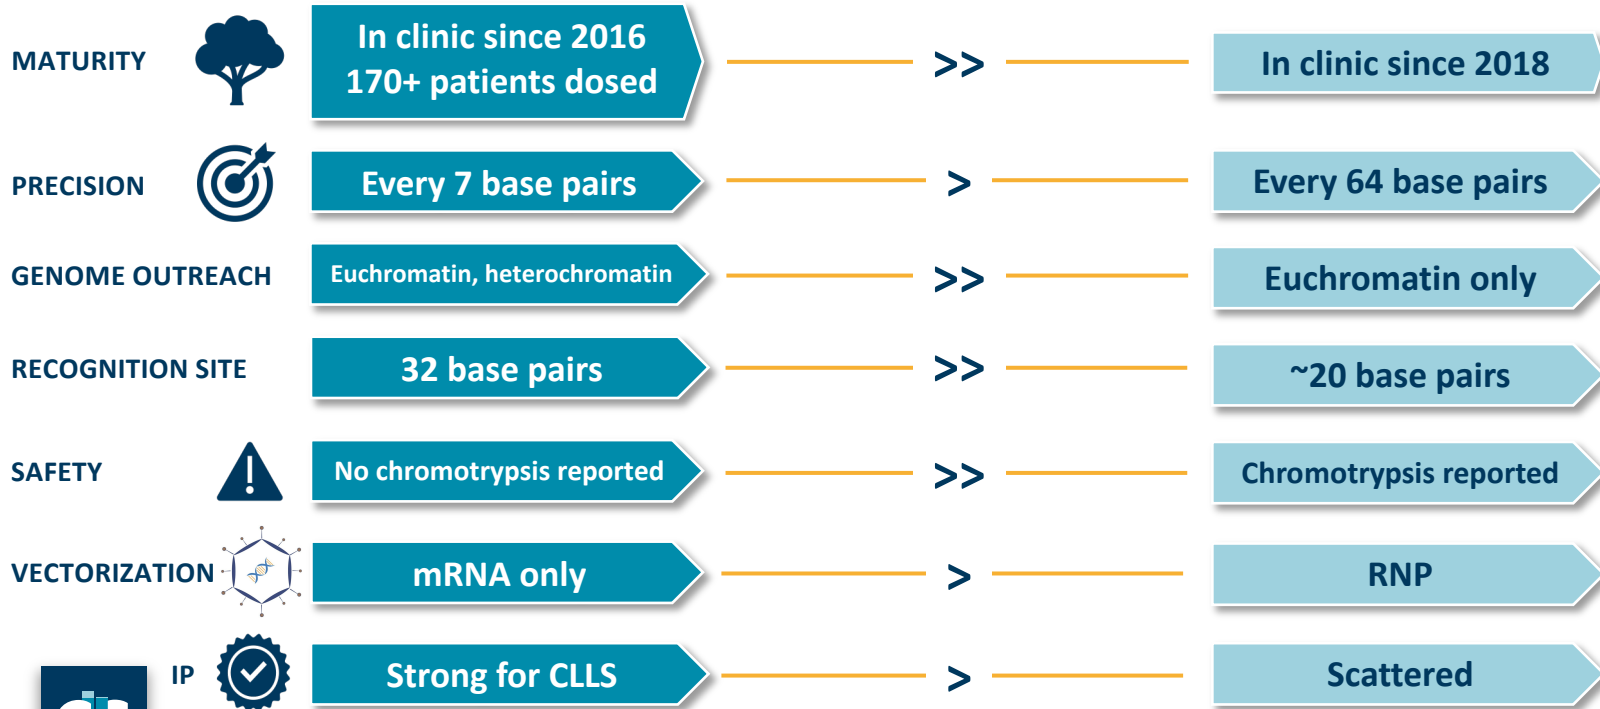 MATURITY
In clinic since 2016
170+ patients dosed
>>
In clinic since 2018
PRECISION
Every 7 base pairs
>
Every 64 base pairs
GENOME OUTREACH
Euchromatin, heterochromatin
>>
Euchromatin only
RECOGNITION SITE
32 base pairs
>>
~20 base pairs
SAFETY
No chromotrypsis reported
>>
Chromotrypsis reported
VECTORIZATION
mRNA only
>
RNP
IP
Strong for CLLS
>
Scattered